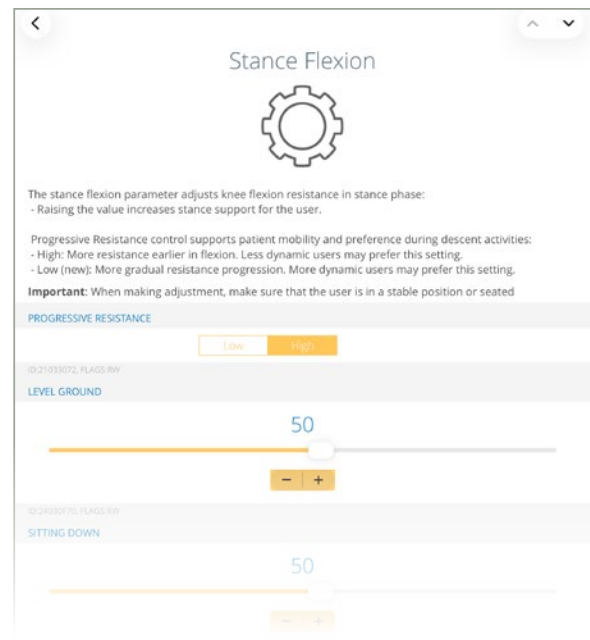 Stance Flexion
The stance flexion parameter adjusts knee flexion resistance in stance phase:
- Raising the value increases stance support for the user.
Progressive Resistance control supports patient mobility and preference during descent activities:
- High: More resistance earlier in flexion. Less dynamic users may prefer this setting.
- Low (new): More gradual resistance progression. More dynamic users may prefer this setting.
Important: When making adjustment, make sure that the user is in a stable position or seated
PROGRESSIVE RESISTANCE
Low High
ID:21033072, FLAGS:RW
LEVEL GROUND
50
- +
FLAGS:RW
SITTING DOWN
50
- +